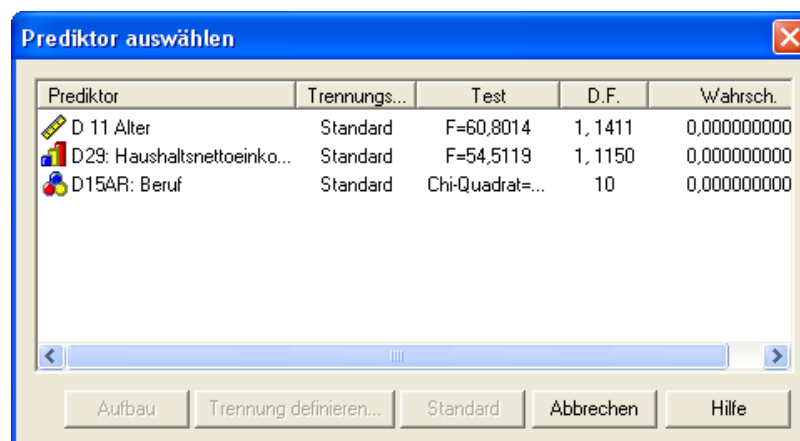 Prediktor auswählen
Prediktor Trennungs... Test D.F. Wahrsch.
D 11 Alter Standard F=60,8014 1, 1411 0,000000000
D29: Haushaltsnettoeinko... Standard F=54,5119 1, 1150 0,000000000
D15AR: Beruf Standard Chi-Quadrat=... 10 0,000000000
Aufbau Trennung definieren... Standard Abbrechen Hilfe